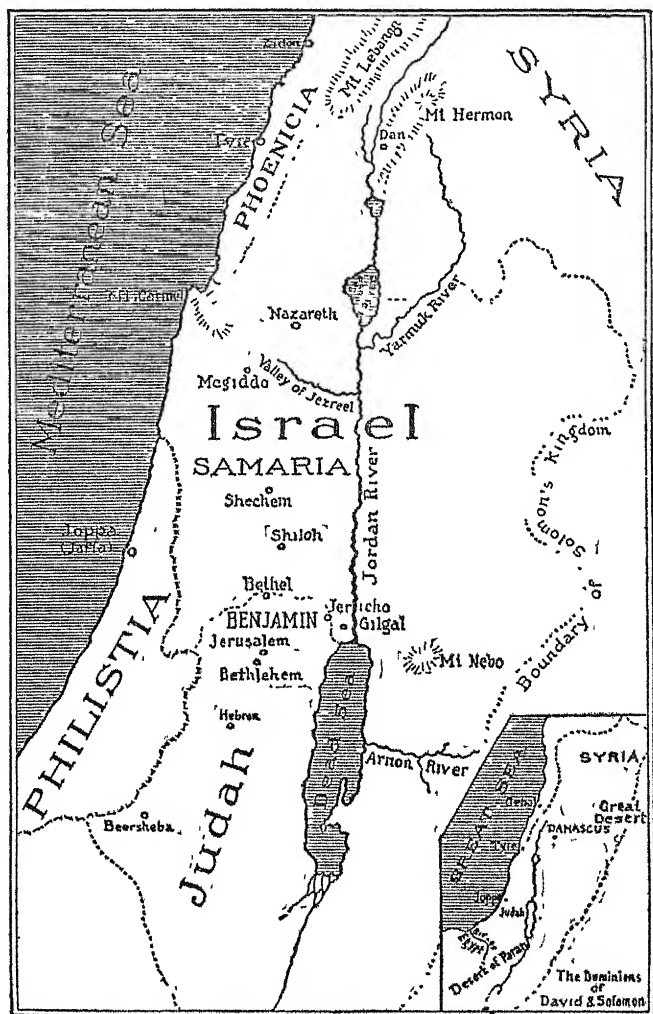 Zidon
Mt Lebanon
SYRIA
Mt Hermon
Dan
Tyre
PHOENICIA
Mediterranean Sea
Mt. Carmel
Nazareth
Yarmuk River
Megiddo
Valley of Jezreel
Israel
SAMARIA
Shechem
Jordan River
Boundary of Solomon's Kingdom
Shiloh
Joppa
(Jaffa)
Bethel
BENJAMIN
Jericho
Gilgal
Jerusalem
Mt Nebo
Bethlehem
PHILISTIA
Hebron
Dead Sea
Judah
Arnon River
Beersheba
GREAT SEA
SYRIA
Great
Desert
DAMASCUS
Tyre
Joppa
Judah
Egypt
Desert of Paran
The Dominions
of
David & Solomon